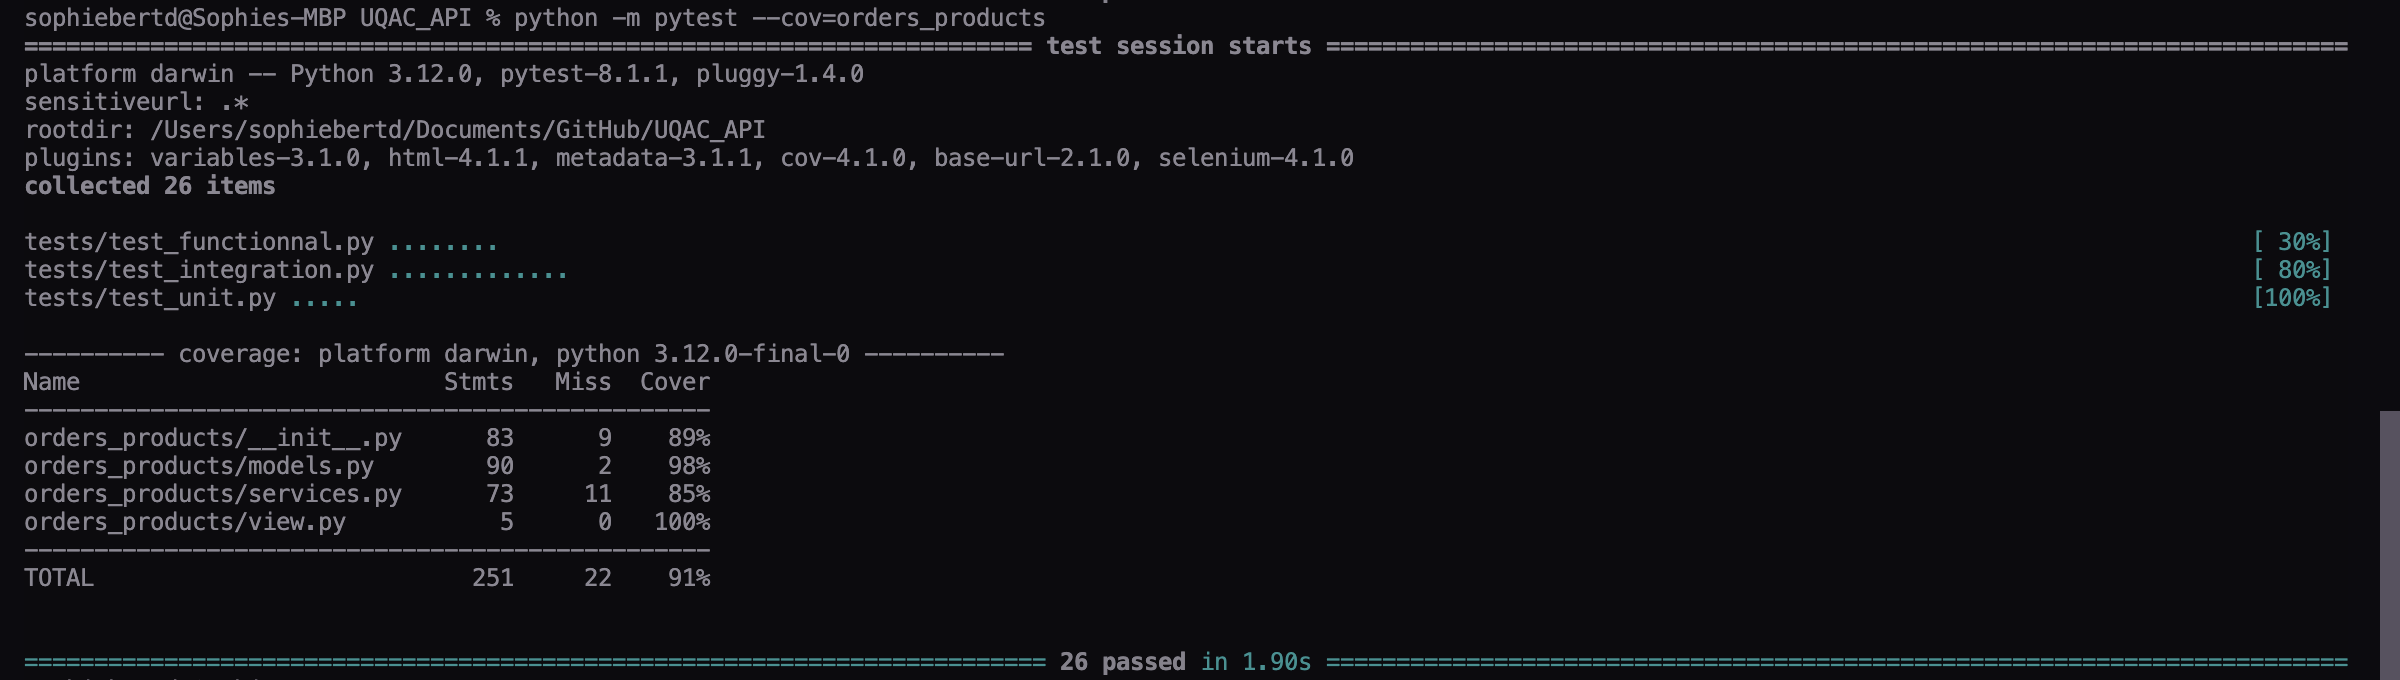 sophiebertd@Sophies-MBP UQAC_API % python -m pytest --cov=orders_products
======================================================================== test session starts =========================================================================
platform darwin -- Python 3.12.0, pytest-8.1.1, pluggy-1.4.0
sensitiveurl: .*
rootdir: /Users/sophiebertd/Documents/GitHub/UQAC_API
plugins: variables-3.1.0, html-4.1.1, metadata-3.1.1, cov-4.1.0, base-url-2.1.0, selenium-4.1.0
collected 26 items
tests/test_functionnal.py ........ [ 30%]
tests/test_integration.py ............. [ 80%]
tests/test_unit.py ..... [100%]
---------- coverage: platform darwin, python 3.12.0-final-0 ----------
Name Stmts Miss Cover
-------------------------------------------------
orders_products/__init__.py 83 9 89%
orders_products/models.py 90 2 98%
orders_products/services.py 73 11 85%
orders_products/view.py 5 0 100%
-------------------------------------------------
TOTAL 251 22 91%
========================================================================= 26 passed in 1.90s =========================================================================